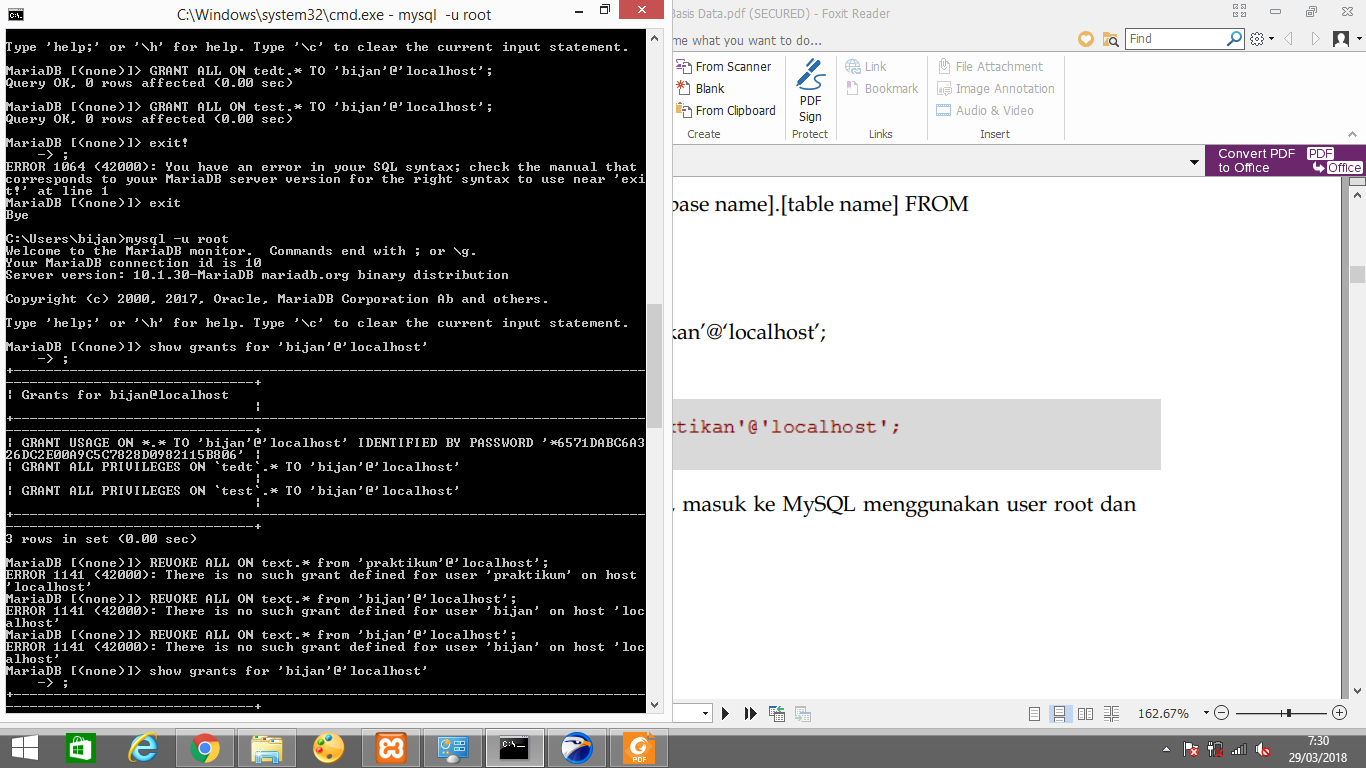 C:\Windows\system32\cmd.exe - mysql -u root
Type 'help;' or '\h' for help. Type '\c' to clear the current input statement.
MariaDB [(none)]> GRANT ALL ON tedt.* TO 'bijan'@'localhost';
Query OK, 0 rows affected (0.00 sec)
MariaDB [(none)]> GRANT ALL ON test.* TO 'bijan'@'localhost';
Query OK, 0 rows affected (0.00 sec)
MariaDB [(none)]> exit!
-> ;
ERROR 1064 (42000): You have an error in your SQL syntax; check the manual that
corresponds to your MariaDB server version for the right syntax to use near 'exi
t!' at line 1
MariaDB [(none)]> exit
Bye
C:\Users\bijan>mysql -u root
Welcome to the MariaDB monitor.  Commands end with ; or \g.
Your MariaDB connection id is 10
Server version: 10.1.30-MariaDB mariadb.org binary distribution
Copyright (c) 2000, 2017, Oracle, MariaDB Corporation Ab and others.
Type 'help;' or '\h' for help. Type '\c' to clear the current input statement.
MariaDB [(none)]> show grants for 'bijan'@'localhost'
-> ;
| Grants for bijan@localhost
|
| GRANT USAGE ON *.* TO 'bijan'@'localhost' IDENTIFIED BY PASSWORD '*6571DABC6A3
26DC2E00A9C5C7828D0982115B806' |
| GRANT ALL PRIVILEGES ON `tedt`.* TO 'bijan'@'localhost'
|
| GRANT ALL PRIVILEGES ON `test`.* TO 'bijan'@'localhost'
|
3 rows in set (0.00 sec)
MariaDB [(none)]> REVOKE ALL ON text.* from 'praktikum'@'localhost';
ERROR 1141 (42000): There is no such grant defined for user 'praktikum' on host
'localhost'
MariaDB [(none)]> REVOKE ALL ON text.* from 'bijan'@'localhost';
ERROR 1141 (42000): There is no such grant defined for user 'bijan' on host 'loc
alhost'
MariaDB [(none)]> REVOKE ALL ON text.* from 'bijan'@'localhost';
ERROR 1141 (42000): There is no such grant defined for user 'bijan' on host 'loc
alhost'
MariaDB [(none)]> show grants for 'bijan'@'localhost'
-> ;
Basis Data.pdf (SECURED) - Foxit Reader
me what you want to do...
Find
From Scanner
Blank
From Clipboard
Create
PDF
Sign
Protect
Link
Bookmark
Links
File Attachment
Image Annotation
Audio & Video
Insert
Convert PDF
to Office
PDF
Office
base name].[table name] FROM
kan'@'localhost';
ktikan'@'localhost';
, masuk ke MySQL menggunakan user root dan
162.67%
7:30
29/03/2018
PDF